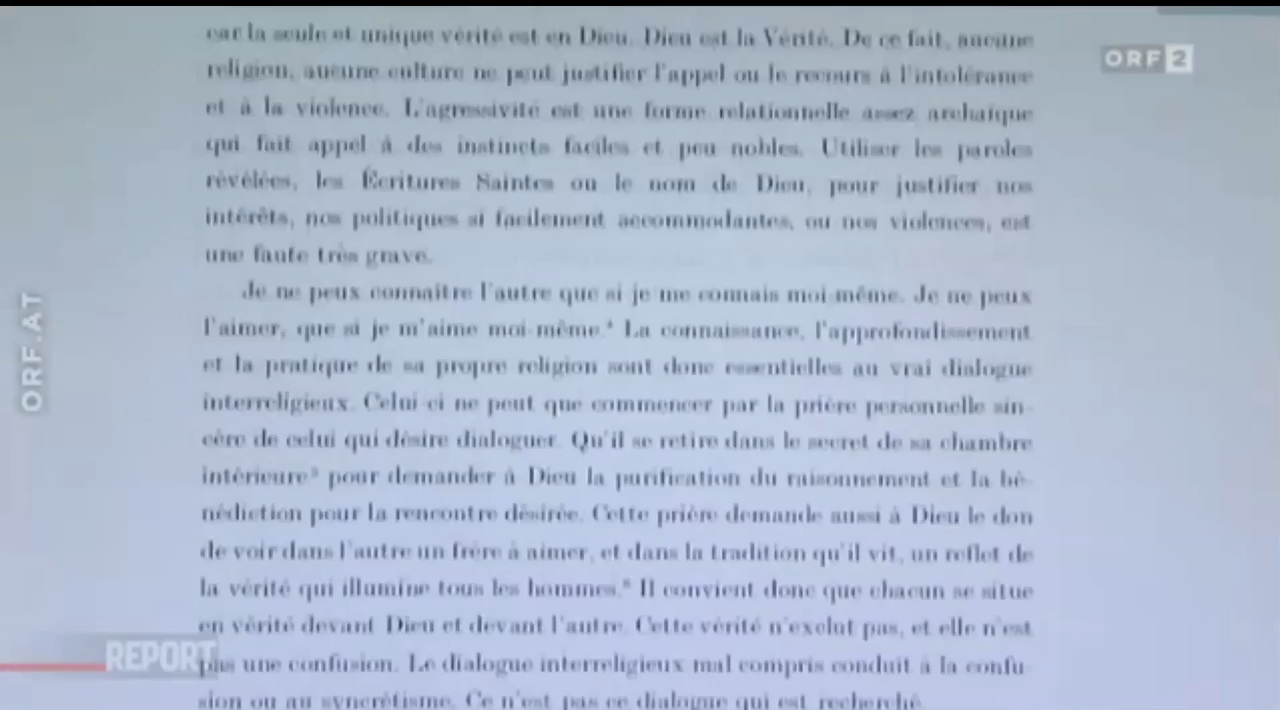 car la seule et unique vérité est en Dieu. Dieu est la Vérité. De ce fait, aucune
religion, aucune culture ne peut justifier l'appel ou le recours à l'intolérance
et à la violence. L'agressivité est une forme relationnelle assez archaïque
qui fait appel à des instincts faciles et peu nobles. Utiliser les paroles
révélées, les Écritures Saintes ou le nom de Dieu, pour justifier nos
intérêts, nos politiques si facilement accommodantes, ou nos violences, est
une faute très grave.
Je ne peux connaître l'autre que si je me connais moi-même. Je ne peux
l'aimer, que si je m'aime moi-même. La connaissance, l'approfondissement
et la pratique de sa propre religion sont donc essentielles au vrai dialogue
interreligieux. Celui-ci ne peut que commencer par la prière personnelle sin-
cère de celui qui désire dialoguer. Qu'il se retire dans le secret de sa chambre
intérieure pour demander à Dieu la purification du raisonnement et la bé-
nédiction pour la rencontre désirée. Cette prière demande aussi à Dieu le don
de voir dans l'autre un frère à aimer, et dans la tradition qu'il vit, un reflet de
la vérité qui illumine tous les hommes. Il convient donc que chacun se situe
en vérité devant Dieu et devant l'autre. Cette vérité n'exclut pas, et elle n'est
pas une confusion. Le dialogue interreligieux mal compris conduit à la confu-
sion ou au syncrétisme. Ce n'est pas ce dialogue qui est recherché.
ORF 2
ORF.AT
REPORT